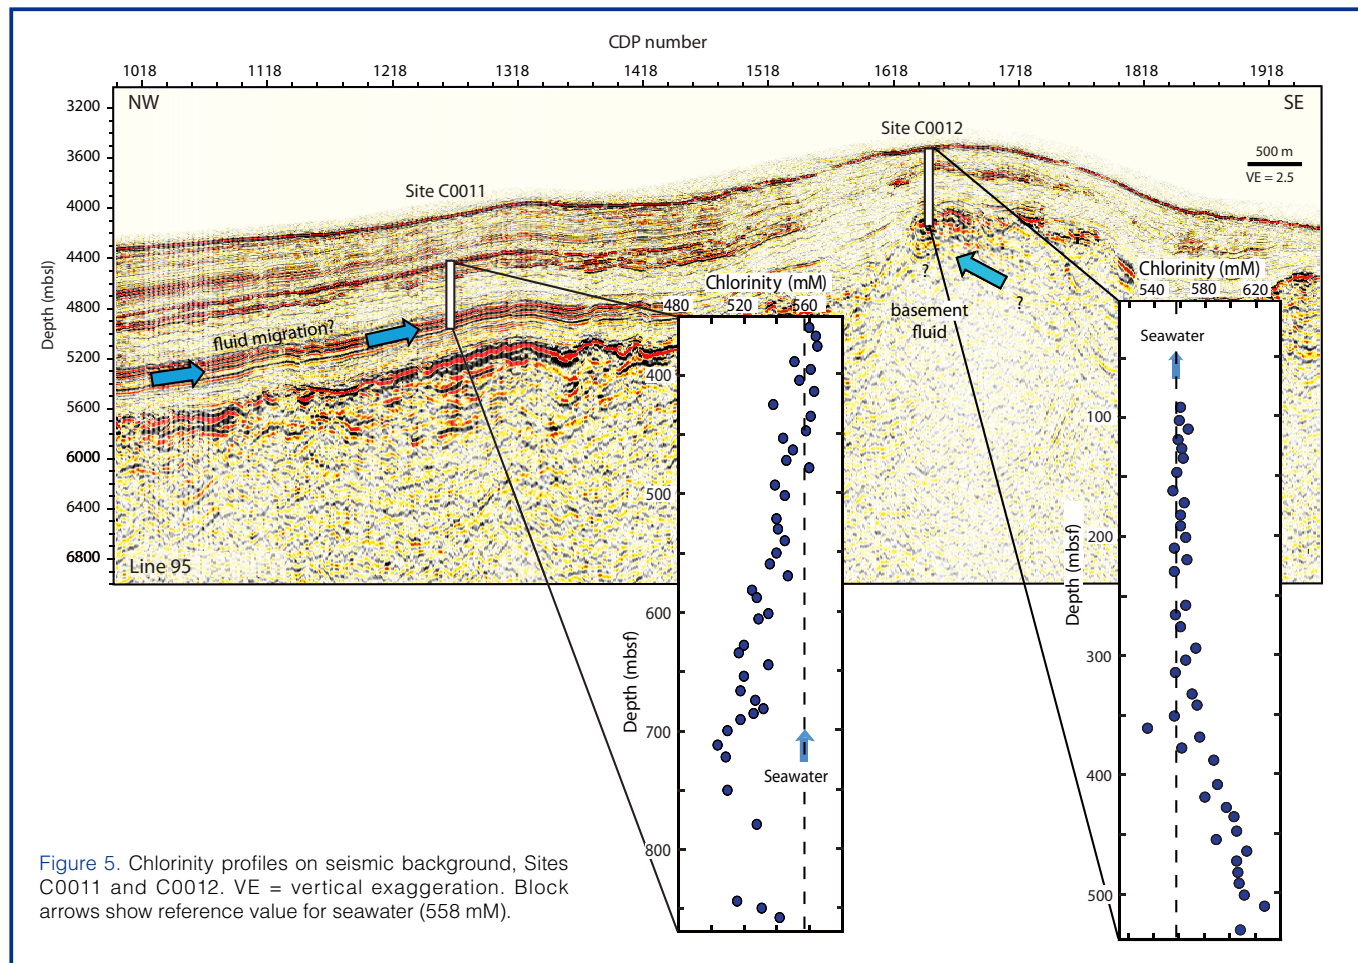 CDP number
1018 1118 1218 1318 1418 1518 1618 1718 1818 1918
NW
SE
3200
3600
4000
4400
4800
5200
5600
6000
6400
6800
Depth (mbsl)
Site C0011
Site C0012
500 m
VE = 2.5
fluid migration?
?
?
basement
fluid
Line 95
Chlorinity (mM)
480 520 560
400
500
600
700
800
Depth (mbsf)
Seawater
Chlorinity (mM)
540 580 620
Seawater
100
200
300
400
500
Depth (mbsf)
Figure 5. Chlorinity profiles on seismic background, Sites
C0011 and C0012. VE = vertical exaggeration. Block
arrows show reference value for seawater (558 mM).